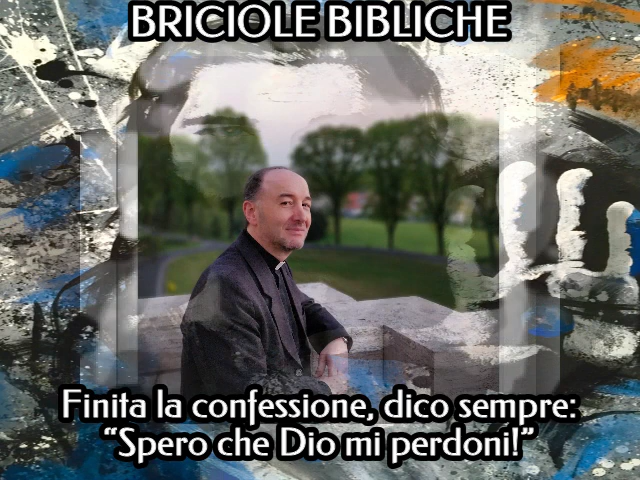 BRICIOLE BIBLICHE
Finita la confessione, dico sempre:
“Spero che Dio mi perdoni!”